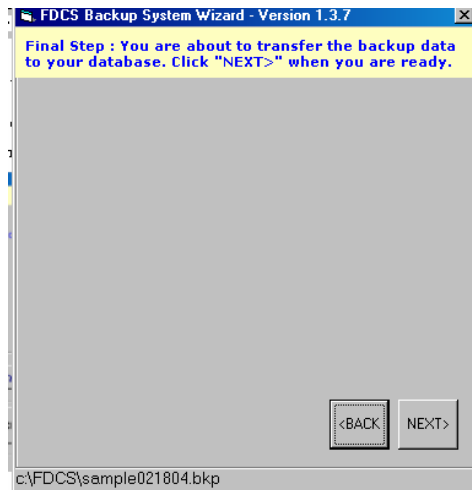 FDCS Backup System Wizard - Version 1.3.7
Final Step : You are about to transfer the backup data
to your database. Click "NEXT>" when you are ready.
<BACK NEXT>
c:\FDCS\sample021804.bkp